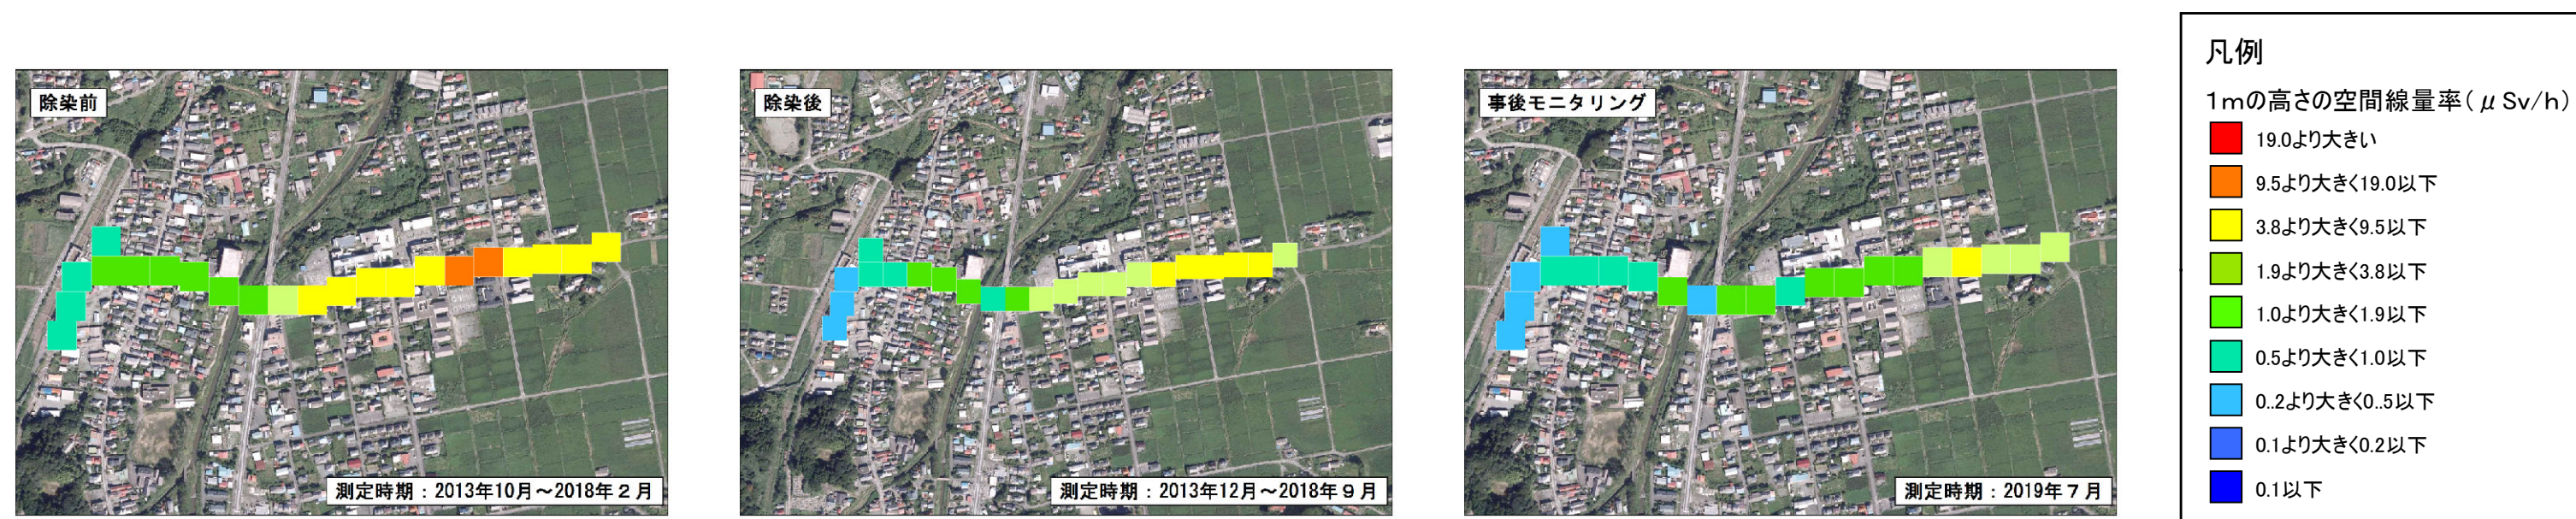 除染前
測定時期：2013年10月～2018年2月
除染後
測定時期：2013年12月～2018年9月
事後モニタリング
測定時期：2019年7月
凡例
1mの高さの空間線量率(μSv/h)
19.0より大きい
9.5より大きく19.0以下
3.8より大きく9.5以下
1.9より大きく3.8以下
1.0より大きく1.9以下
0.5より大きく1.0以下
0..2より大きく0..5以下
0.1より大きく0.2以下
0.1以下